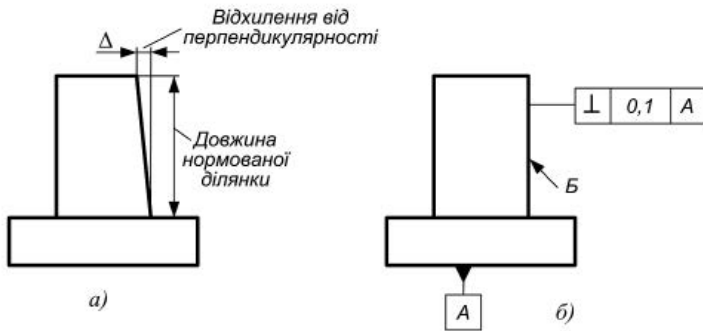 Відхилення від
перпендикулярності
Δ
Довжина
нормованої
ділянки
а)
⊥ 0,1 А
Б
А
б)